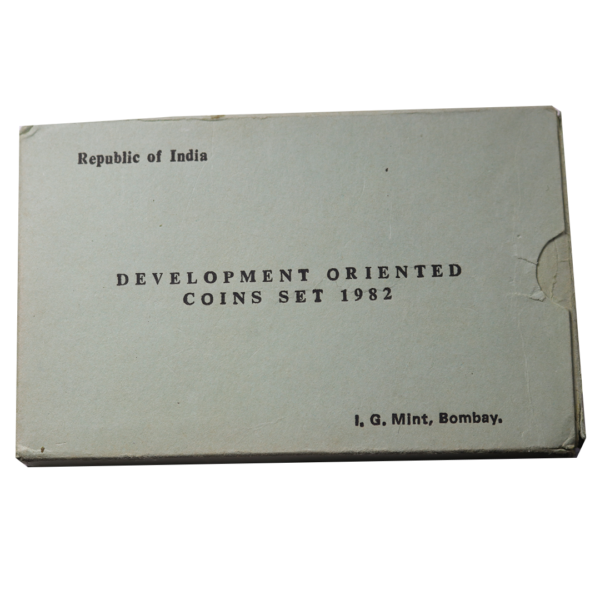 Republic of India
DEVELOPMENT ORIENTED
COINS SET 1982
I. G. Mint, Bombay.